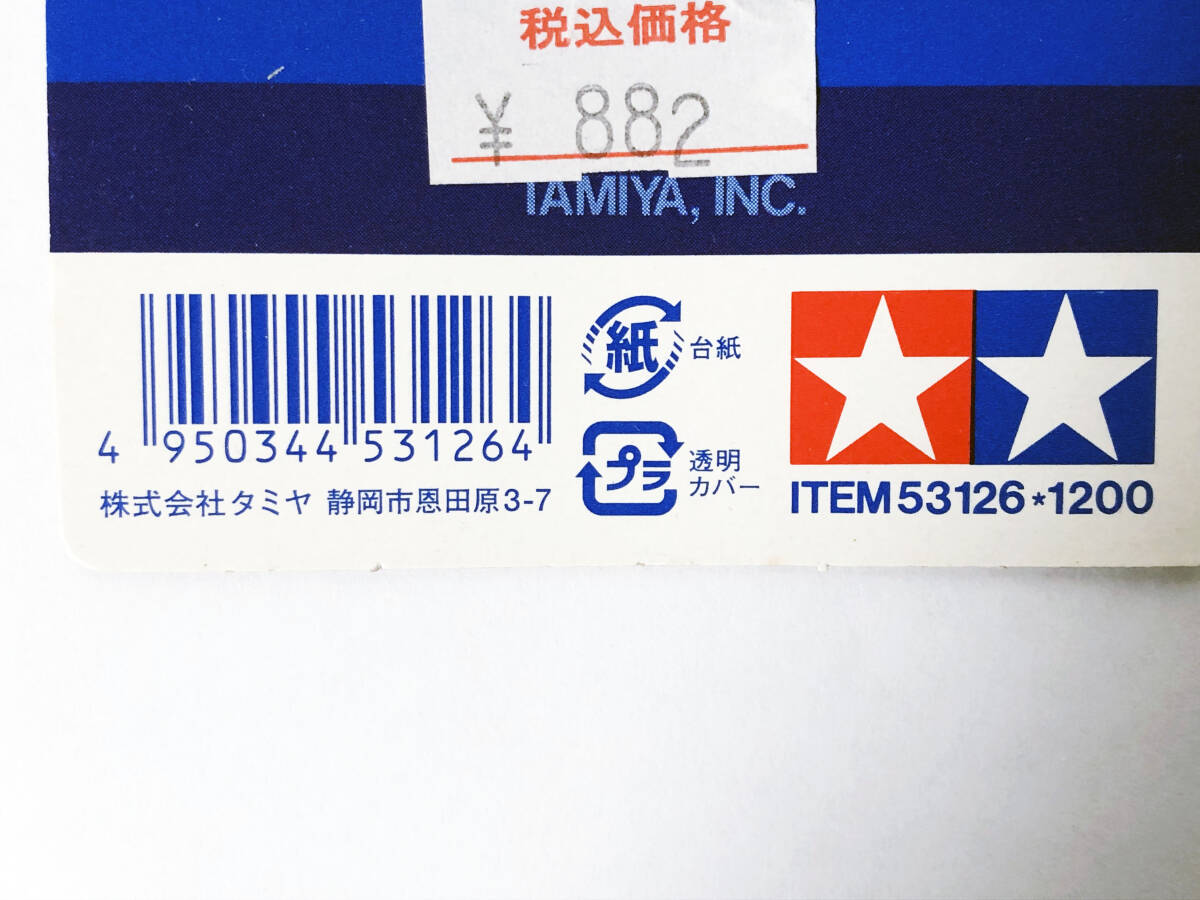 税込価格
¥ 882
TAMIYA, INC.
4 950344 531264
株式会社タミヤ 静岡市恩田原3-7
紙
台紙
プラ
透明
カバー
ITEM 53126*1200